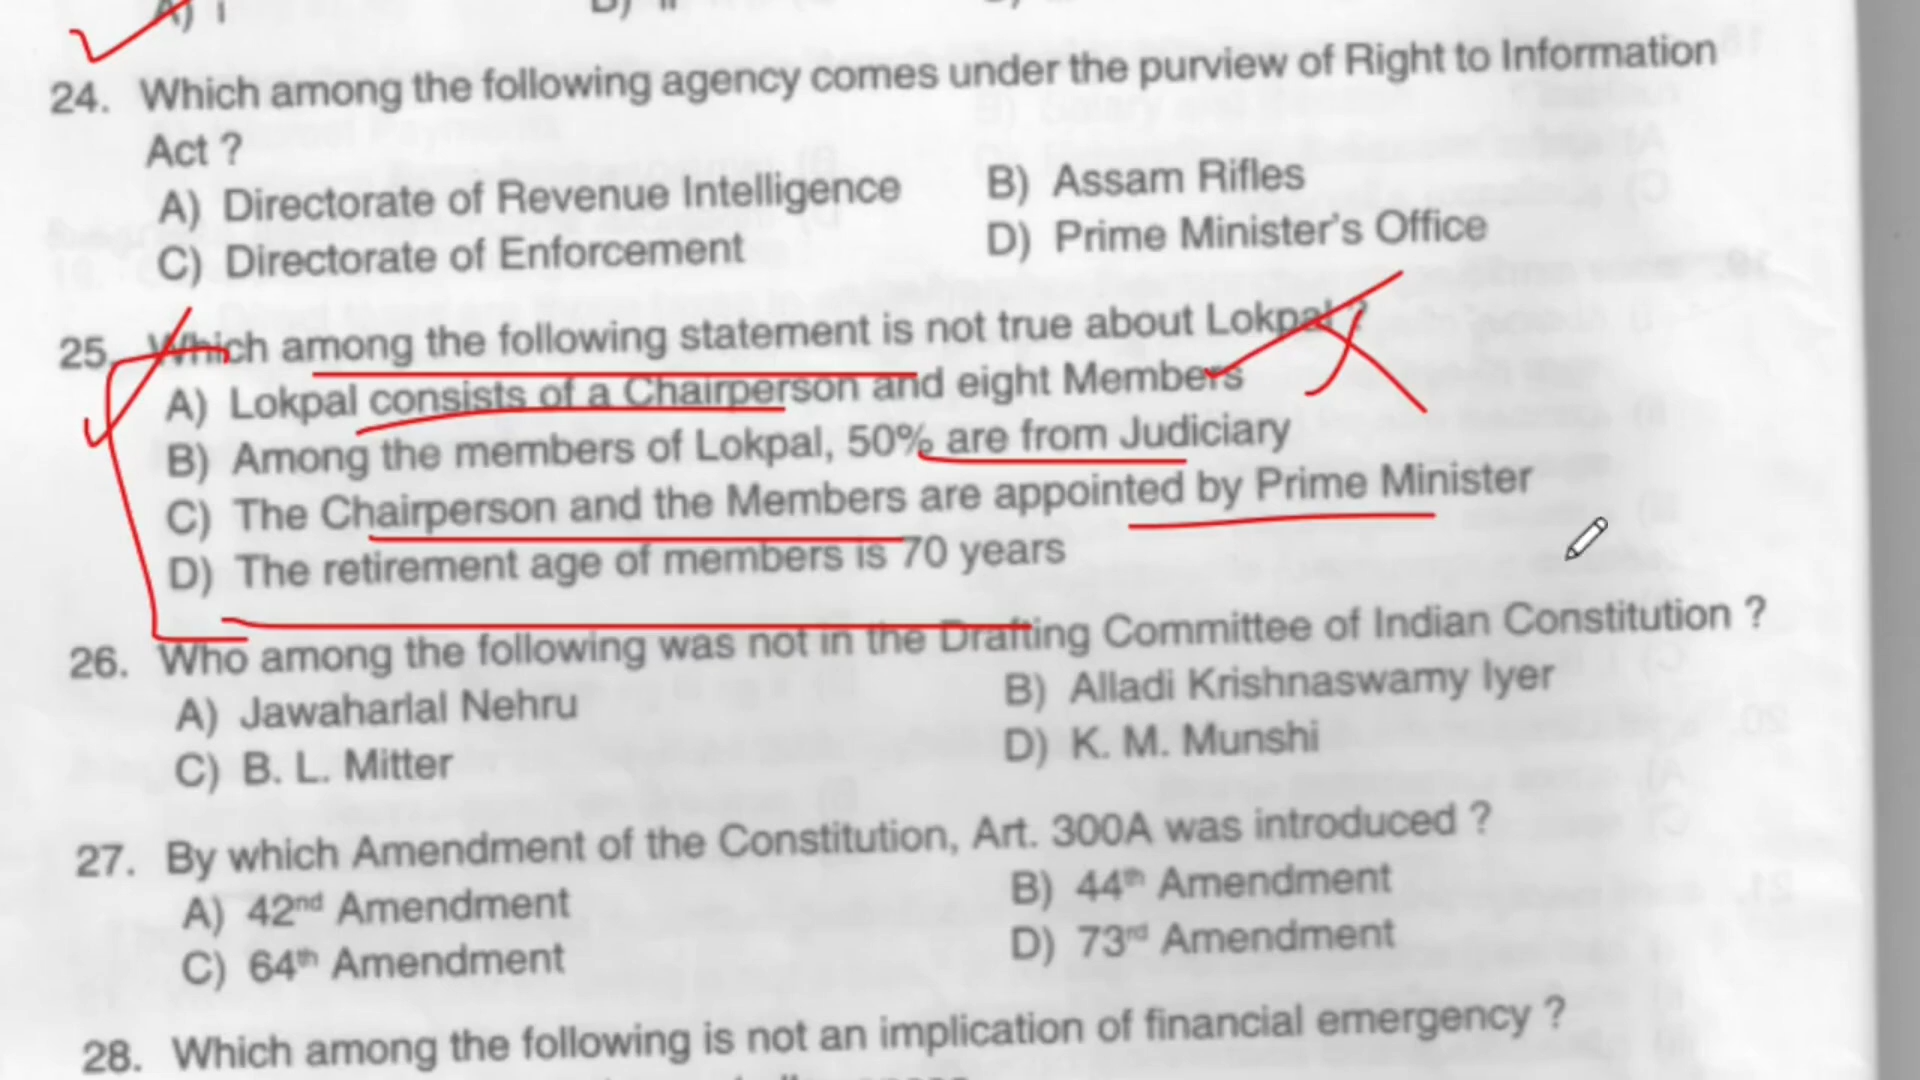 A) i B) ii
24. Which among the following agency comes under the purview of Right to Information
Act ?
A) Directorate of Revenue Intelligence B) Assam Rifles
C) Directorate of Enforcement D) Prime Minister's Office
25. Which among the following statement is not true about Lokpal ?
A) Lokpal consists of a Chairperson and eight Members
B) Among the members of Lokpal, 50% are from Judiciary
C) The Chairperson and the Members are appointed by Prime Minister
D) The retirement age of members is 70 years
26. Who among the following was not in the Drafting Committee of Indian Constitution ?
A) Jawaharlal Nehru B) Alladi Krishnaswamy Iyer
C) B. L. Mitter D) K. M. Munshi
27. By which Amendment of the Constitution, Art. 300A was introduced ?
A) 42nd Amendment B) 44th Amendment
C) 64th Amendment D) 73rd Amendment
28. Which among the following is not an implication of financial emergency ?